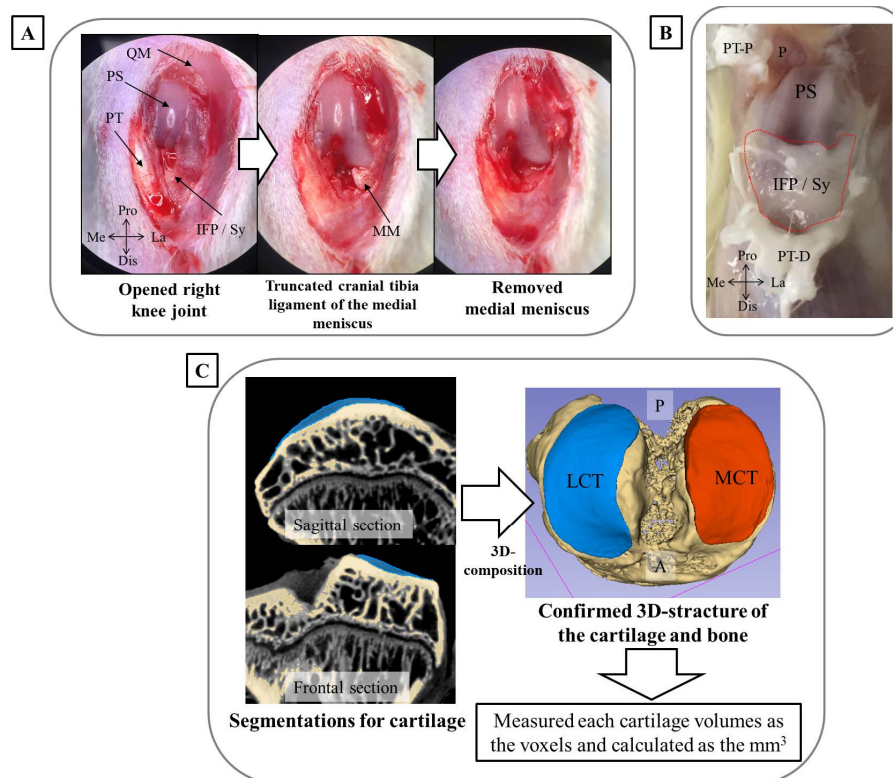 A
QM
PS
PT
IFP / Sy
Pro
Me
La
Dis
MM
Opened right
knee joint
Truncated cranial tibia
ligament of the medial
meniscus
Removed
medial meniscus
B
PT-P
P
PS
IFP / Sy
PT-D
Pro
Me
La
Dis
C
Sagittal section
Frontal section
Segmentations for cartilage
3D-
composition
P
LCT
MCT
A
Confirmed 3D-stracture of
the cartilage and bone
Measured each cartilage volumes as
the voxels and calculated as the mm³